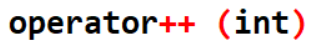 operator++ (int)